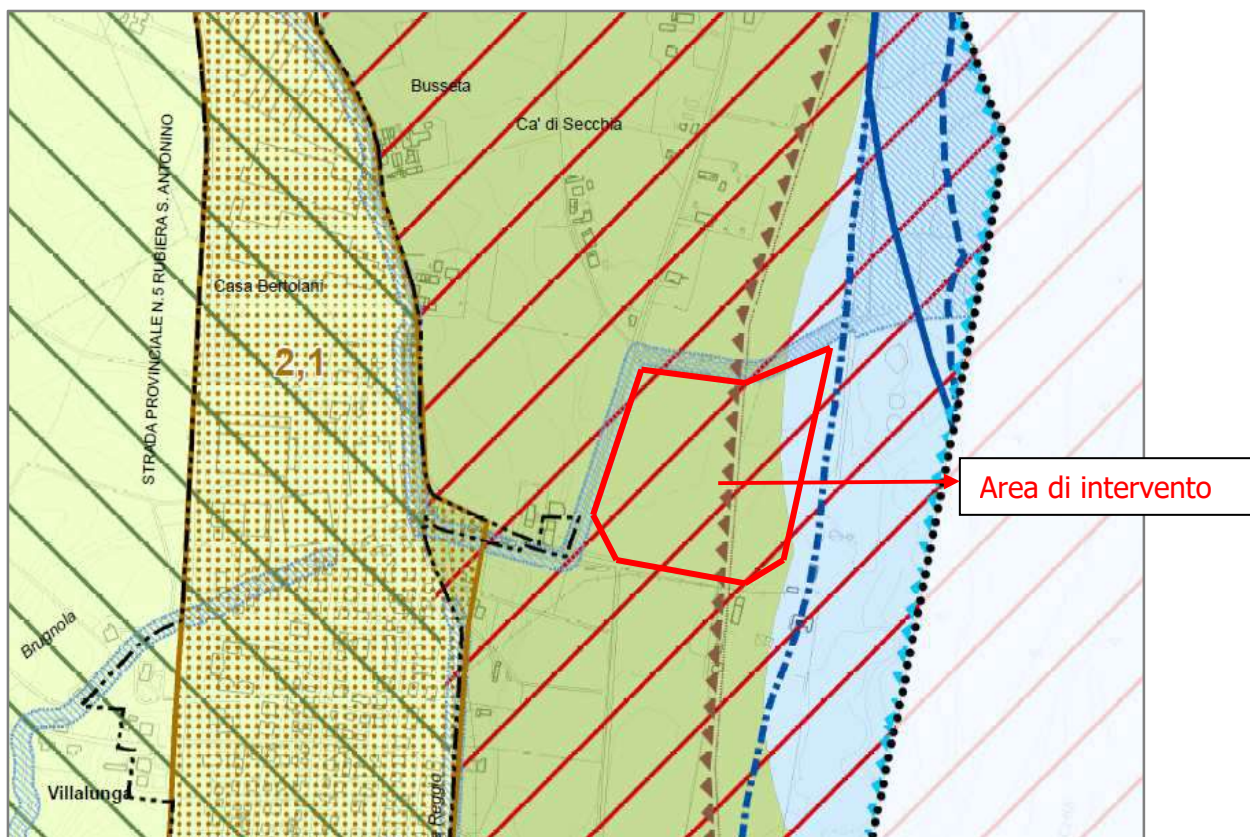 Busseta
Ca' di Secchia
STRADA PROVINCIALE N.5 RUBIERA S. ANTONINO
Casa Bertolani
2,1
Area di intervento
Brugnola
Villalunga
a Reggio